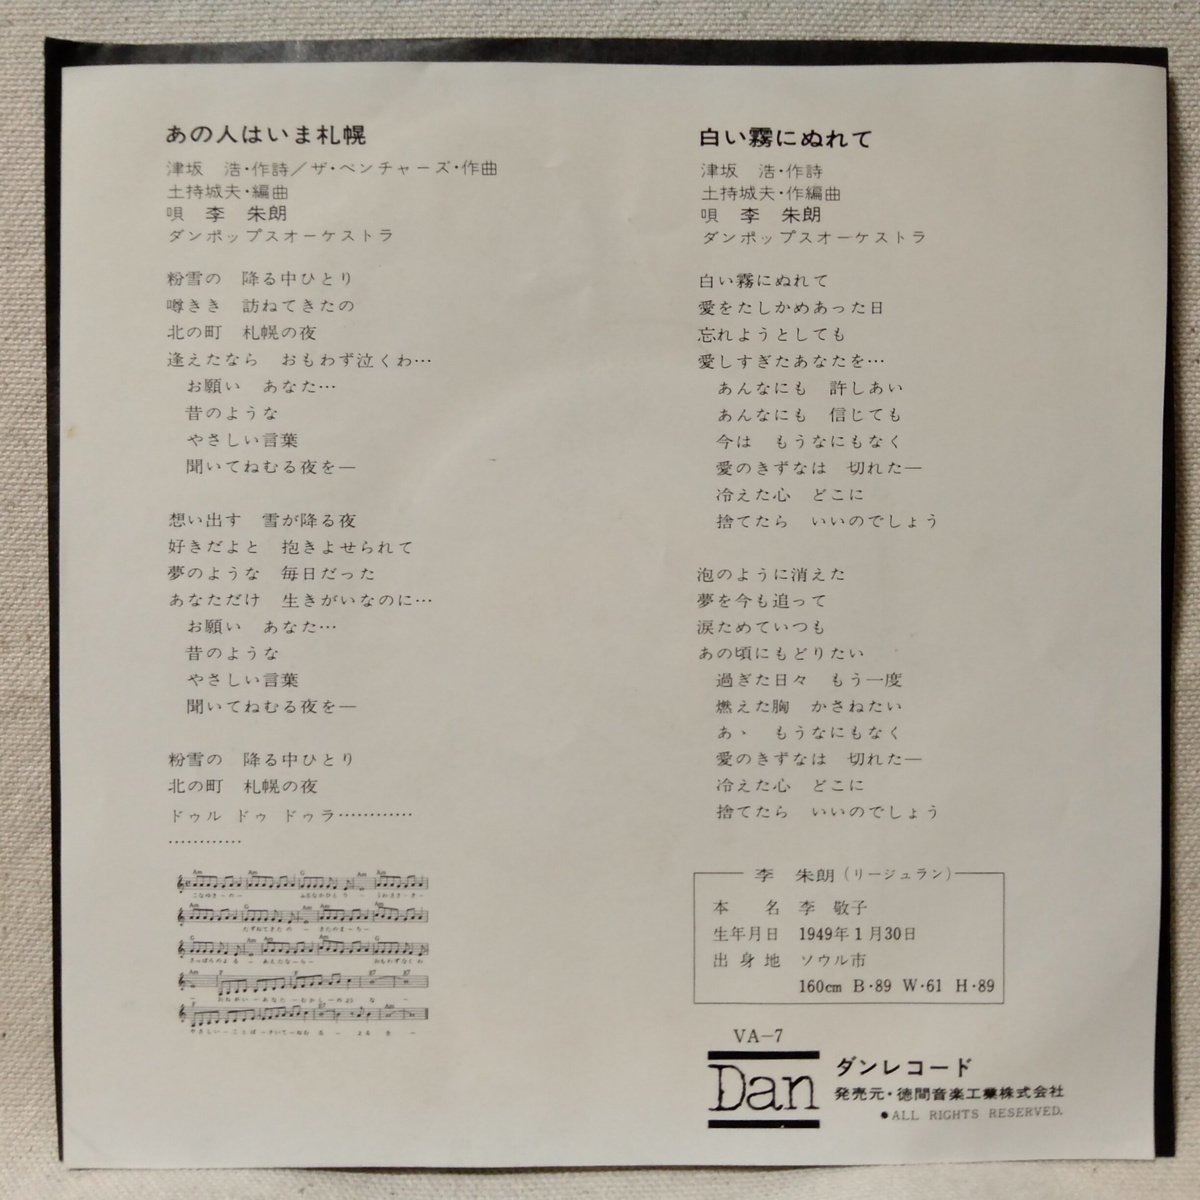 あの人はいま札幌
津坂　浩・作詩／ザ・ベンチャーズ・作曲
土持城夫・編曲
唄　李　朱朗
ダンポップスオーケストラ
粉雪の　降る中ひとり
噂きき　訪ねてきたの
北の町　札幌の夜
逢えたなら　おもわず泣くわ…
お願い　あなた…
昔のような
やさしい言葉
聞いてねむる夜を―
想い出す　雪が降る夜
好きだよと　抱きよせられて
夢のような　毎日だった
あなただけ　生きがいなのに…
お願い　あなた…
昔のような
やさしい言葉
聞いてねむる夜を―
粉雪の　降る中ひとり
北の町　札幌の夜
ドゥル　ドゥ　ドゥラ…………
…………
白い霧にぬれて
津坂　浩・作詩
土持城夫・作編曲
唄　李　朱朗
ダンポップスオーケストラ
白い霧にぬれて
愛をたしかめあった日
忘れようとしても
愛しすぎたあなたを…
あんなにも　許しあい
あんなにも　信じても
今は　もうなにもなく
愛のきずなは　切れた―
冷えた心　どこに
捨てたら　いいのでしょう
泡のように消えた
夢を今も追って
涙ためていつも
あの頃にもどりたい
過ぎた日々　もう一度
燃えた胸　かさねたい
あゝ　もうなにもなく
愛のきずなは　切れた―
冷えた心　どこに
捨てたら　いいのでしょう
李　朱朗（リージュラン）
本　名　李　敬子
生年月日　1949年1月30日
出身地　ソウル市
160cm B・89 W・61 H・89
VA−7
Dan
ダンレコード
発売元・徳間音楽工業株式会社
●ALL RIGHTS RESERVED.